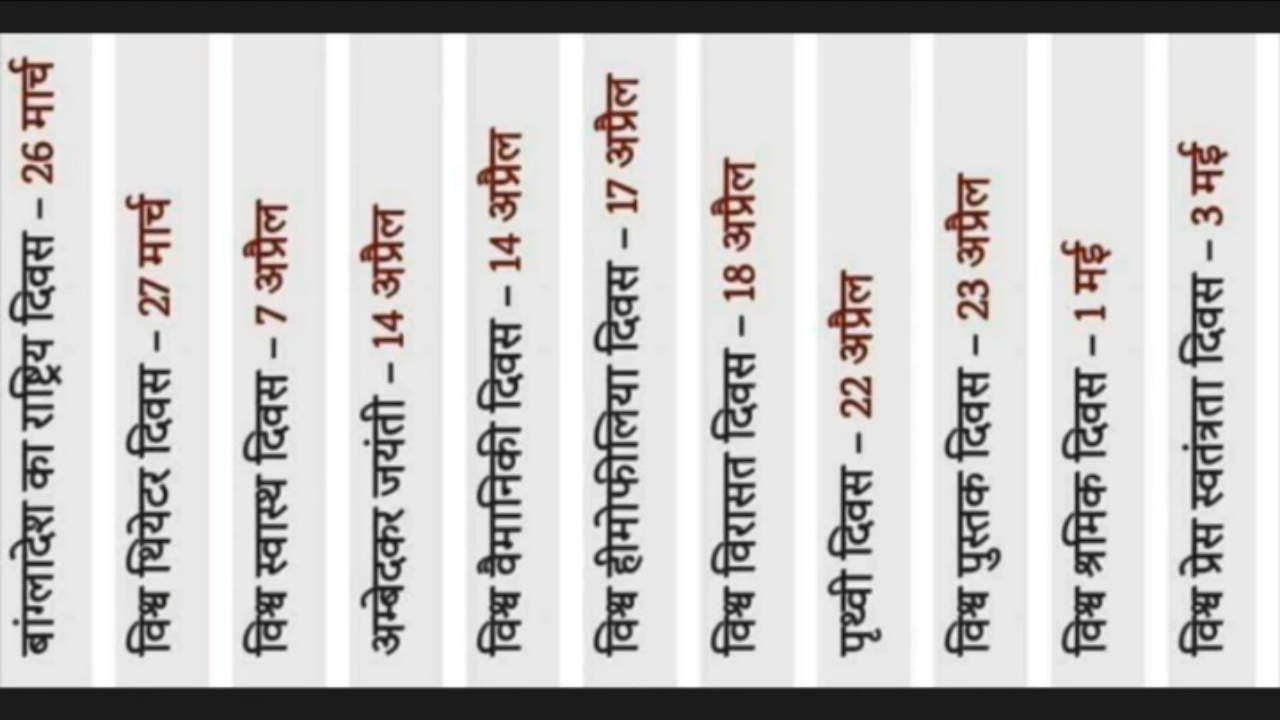 बांग्लादेश का राष्ट्रिय दिवस – 26 मार्च
विश्व थियेटर दिवस – 27 मार्च
विश्व स्वास्थ दिवस – 7 अप्रैल
अम्बेदकर जयंती – 14 अप्रैल
विश्व वैमानिकी दिवस – 14 अप्रैल
विश्व हीमोफीलिया दिवस – 17 अप्रैल
विश्व विरासत दिवस – 18 अप्रैल
पृथ्वी दिवस – 22 अप्रैल
विश्व पुस्तक दिवस – 23 अप्रैल
विश्व श्रमिक दिवस – 1 मई
विश्व प्रेस स्वतंत्रता दिवस – 3 मई